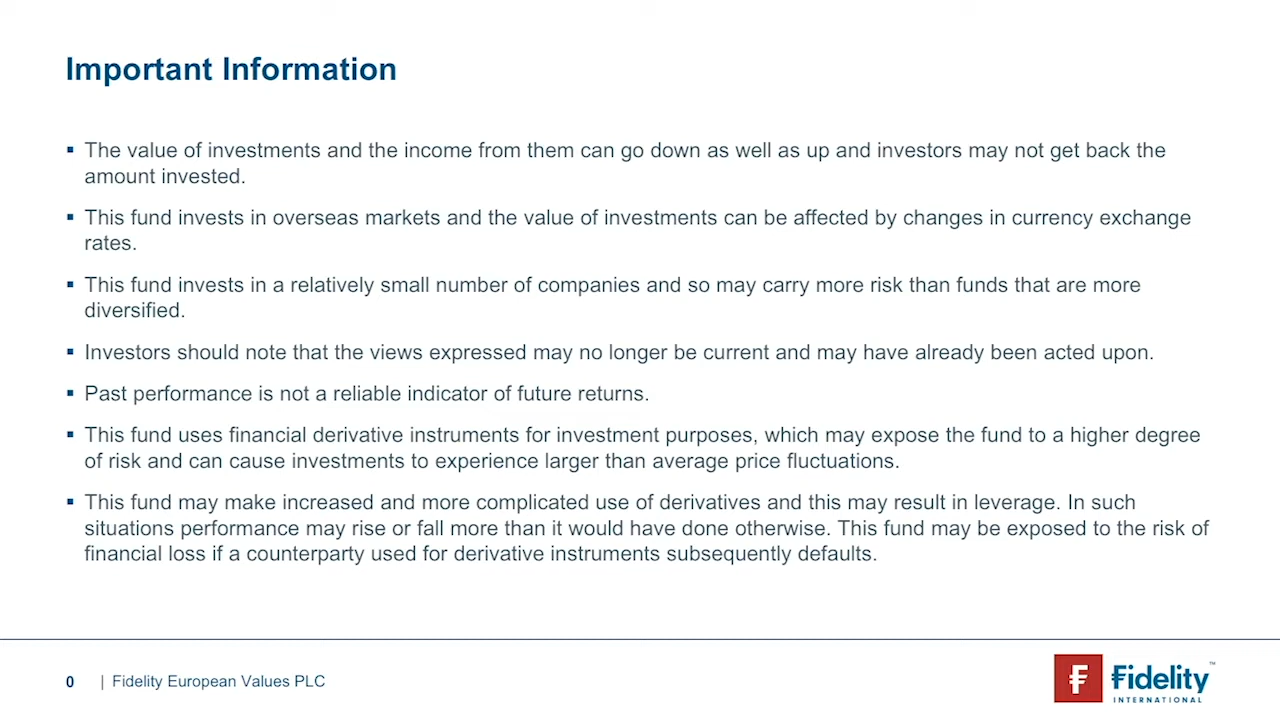 Important Information
▪ The value of investments and the income from them can go down as well as up and investors may not get back the
amount invested.
▪ This fund invests in overseas markets and the value of investments can be affected by changes in currency exchange
rates.
▪ This fund invests in a relatively small number of companies and so may carry more risk than funds that are more
diversified.
▪ Investors should note that the views expressed may no longer be current and may have already been acted upon.
▪ Past performance is not a reliable indicator of future returns.
▪ This fund uses financial derivative instruments for investment purposes, which may expose the fund to a higher degree
of risk and can cause investments to experience larger than average price fluctuations.
▪ This fund may make increased and more complicated use of derivatives and this may result in leverage. In such
situations performance may rise or fall more than it would have done otherwise. This fund may be exposed to the risk of
financial loss if a counterparty used for derivative instruments subsequently defaults.
0 | Fidelity European Values PLC
Fidelity™
INTERNATIONAL